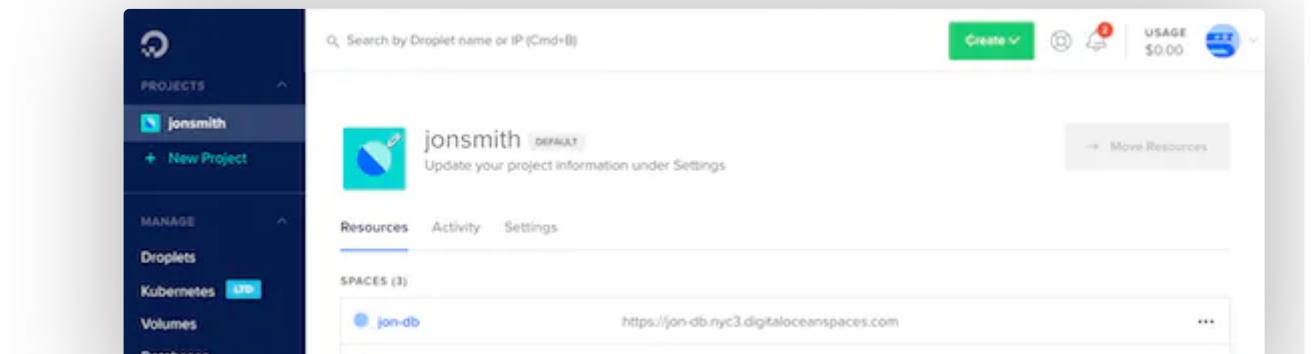 Search by Droplet name or IP (Cmd+B)
Create
2
USAGE
$0.00
PROJECTS
jonsmith
+ New Project
MANAGE
Droplets
Kubernetes LTD
Volumes
Databases
jonsmith DEFAULT
Update your project information under Settings
→ Move Resources
Resources Activity Settings
SPACES (3)
jon-db https://jon-db.nyc3.digitaloceanspaces.com ...